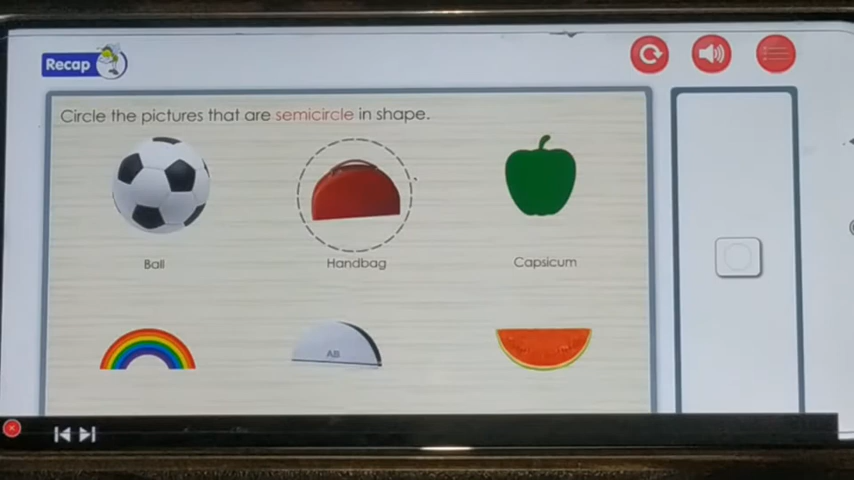 Recap
Circle the pictures that are semicircle in shape.
Ball
Handbag
Capsicum
AB